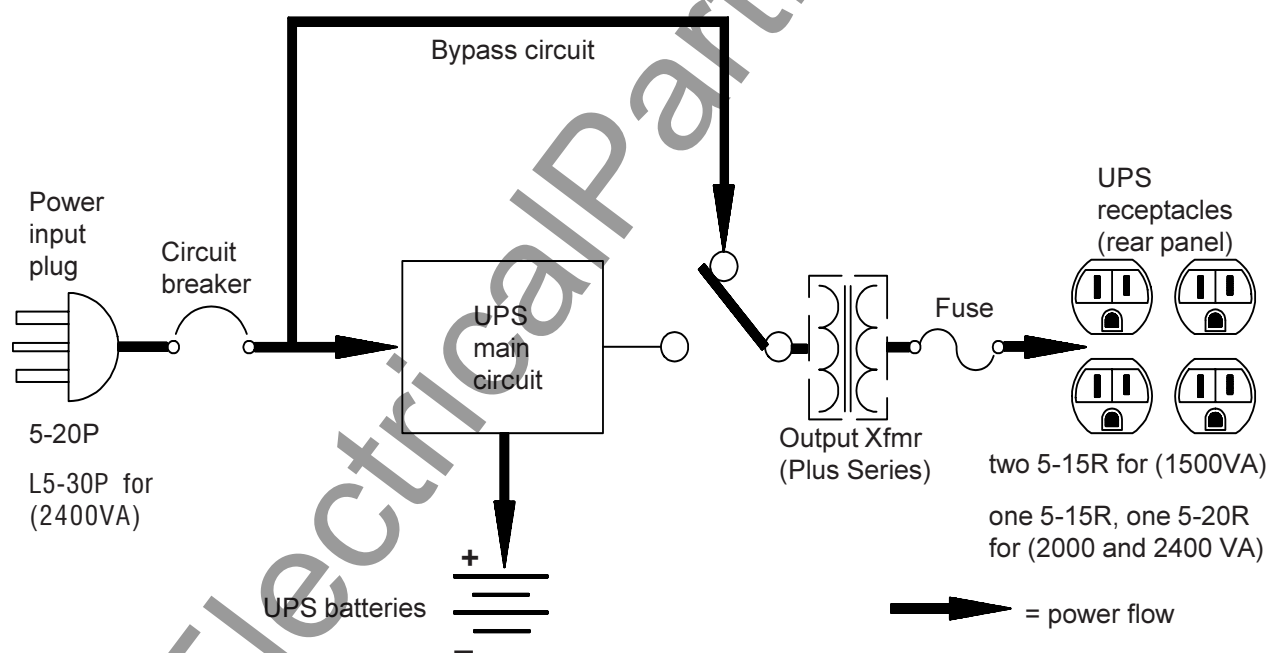 Bypass circuit
Power
input
plug
Circuit
breaker
UPS
receptacles
(rear panel)
UPS
main
circuit
Fuse
5-20P
L5-30P for
(2400VA)
Output Xfmr
(Plus Series)
two 5-15R for (1500VA)
one 5-15R, one 5-20R
for (2000 and 2400 VA)
+
UPS batteries
–
= power flow